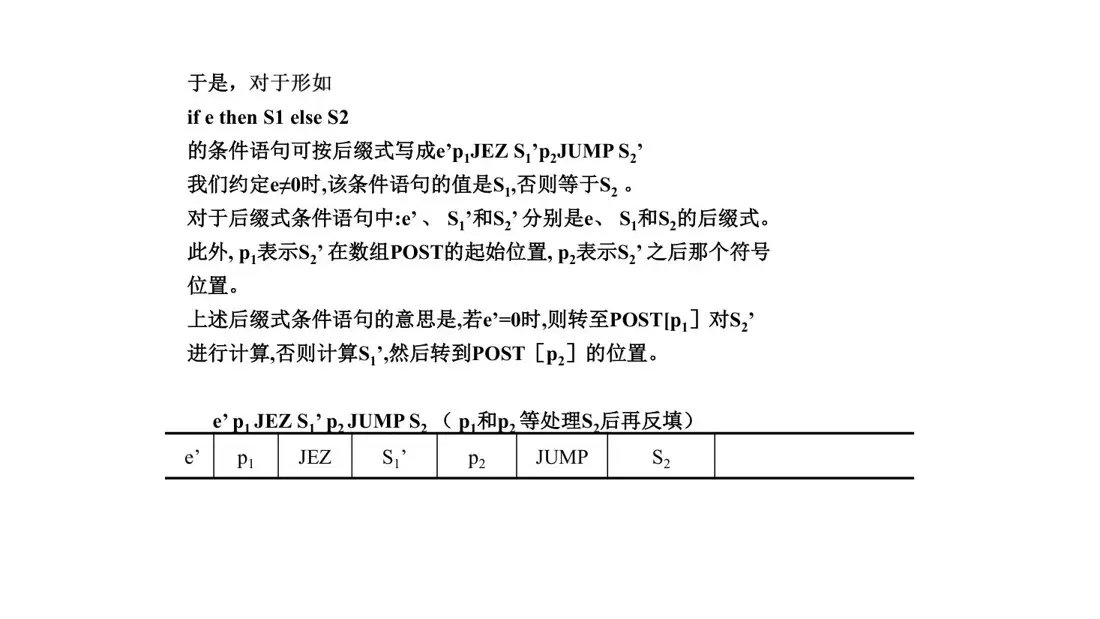 于是，对于形如
if e then S1 else S2
的条件语句可按后缀式写成e’p₁JEZ S₁’p₂JUMP S₂’
我们约定e≠0时,该条件语句的值是S₁,否则等于S₂ 。
对于后缀式条件语句中:e’ 、 S₁’和S₂’ 分别是e、 S₁和S₂的后缀式。
此外, p₁表示S₂’ 在数组POST的起始位置, p₂表示S₂’ 之后那个符号
位置。
上述后缀式条件语句的意思是,若e’=0时,则转至POST[p₁］对S₂’
进行计算,否则计算S₁’,然后转到POST［p₂］的位置。
e’ p₁ JEZ S₁’ p₂ JUMP S₂ （ p₁和p₂ 等处理S₂后再反填）
e’ p₁ JEZ S₁’ p₂ JUMP S₂